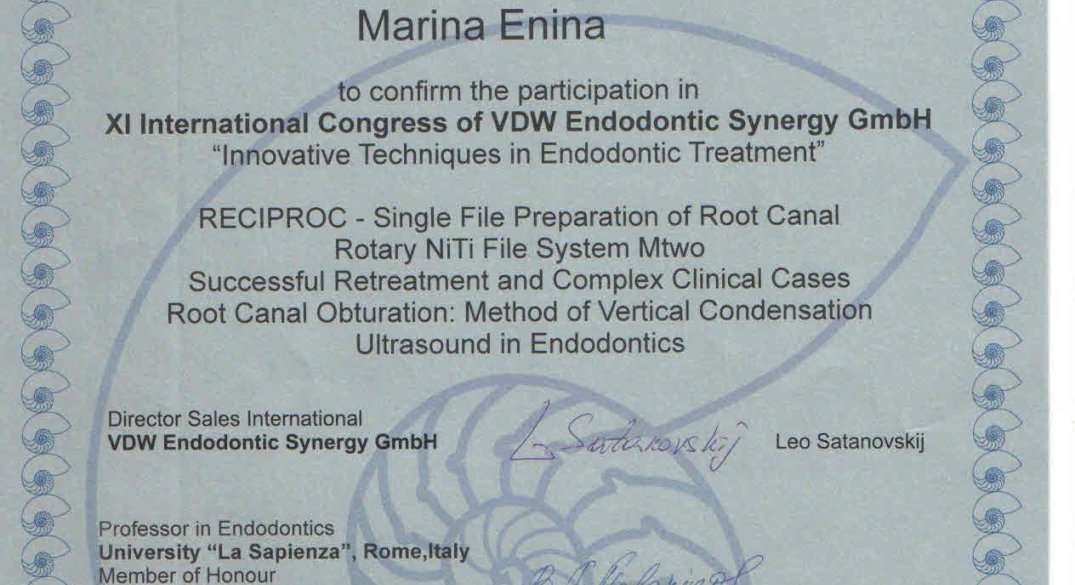 Marina Enina
to confirm the participation in
XI International Congress of VDW Endodontic Synergy GmbH
“Innovative Techniques in Endodontic Treatment”
RECIPROC - Single File Preparation of Root Canal
Rotary NiTi File System Mtwo
Successful Retreatment and Complex Clinical Cases
Root Canal Obturation: Method of Vertical Condensation
Ultrasound in Endodontics
Director Sales International
VDW Endodontic Synergy GmbH
L Satanovskij
Leo Satanovskij
Professor in Endodontics
University “La Sapienza”, Rome,Italy
Member of Honour